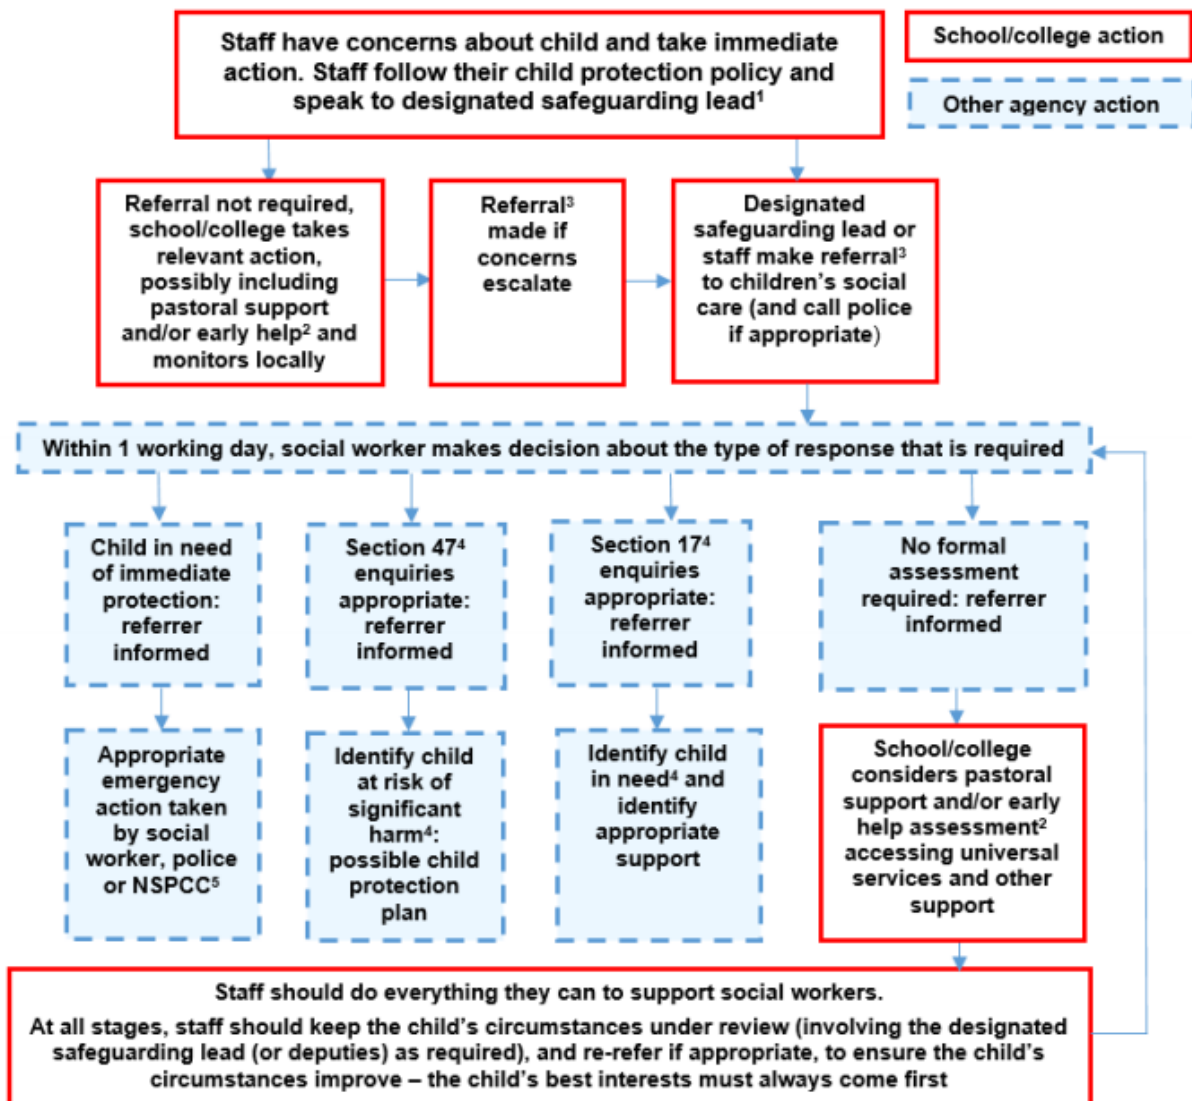 Staff have concerns about child and take immediate
action. Staff follow their child protection policy and
speak to designated safeguarding lead¹
School/college action
Other agency action
Referral not required,
school/college takes
relevant action,
possibly including
pastoral support
and/or early help² and
monitors locally
Referral³
made if
concerns
escalate
Designated
safeguarding lead or
staff make referral³
to children’s social
care (and call police
if appropriate)
Within 1 working day, social worker makes decision about the type of response that is required
Child in need
of immediate
protection:
referrer
informed
Section 47⁴
enquiries
appropriate:
referrer
informed
Section 17⁴
enquiries
appropriate:
referrer
informed
No formal
assessment
required: referrer
informed
Appropriate
emergency
action taken
by social
worker, police
or NSPCC⁵
Identify child
at risk of
significant
harm⁴:
possible child
protection
plan
Identify child
in need⁴ and
identify
appropriate
support
School/college
considers pastoral
support and/or early
help assessment²
accessing universal
services and other
support
Staff should do everything they can to support social workers.
At all stages, staff should keep the child’s circumstances under review (involving the designated
safeguarding lead (or deputies) as required), and re-refer if appropriate, to ensure the child’s
circumstances improve – the child’s best interests must always come first